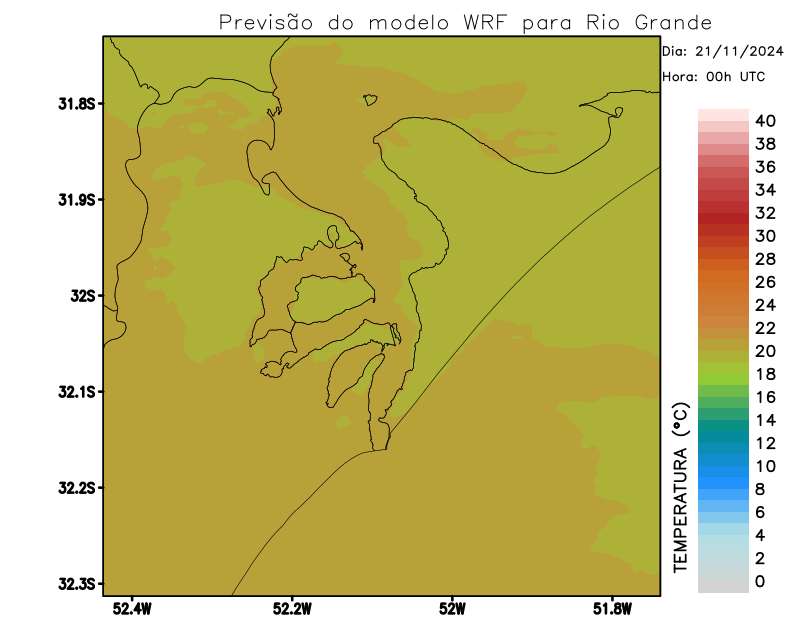 Previsão do modelo WRF para Rio Grande
Dia: 21/11/2024
Hora: 00h UTC
31.8S
31.9S
32S
32.1S
32.2S
32.3S
52.4W
52.2W
52W
51.8W
TEMPERATURA (°C)
40
38
36
34
32
30
28
26
24
22
20
18
16
14
12
10
8
6
4
2
0